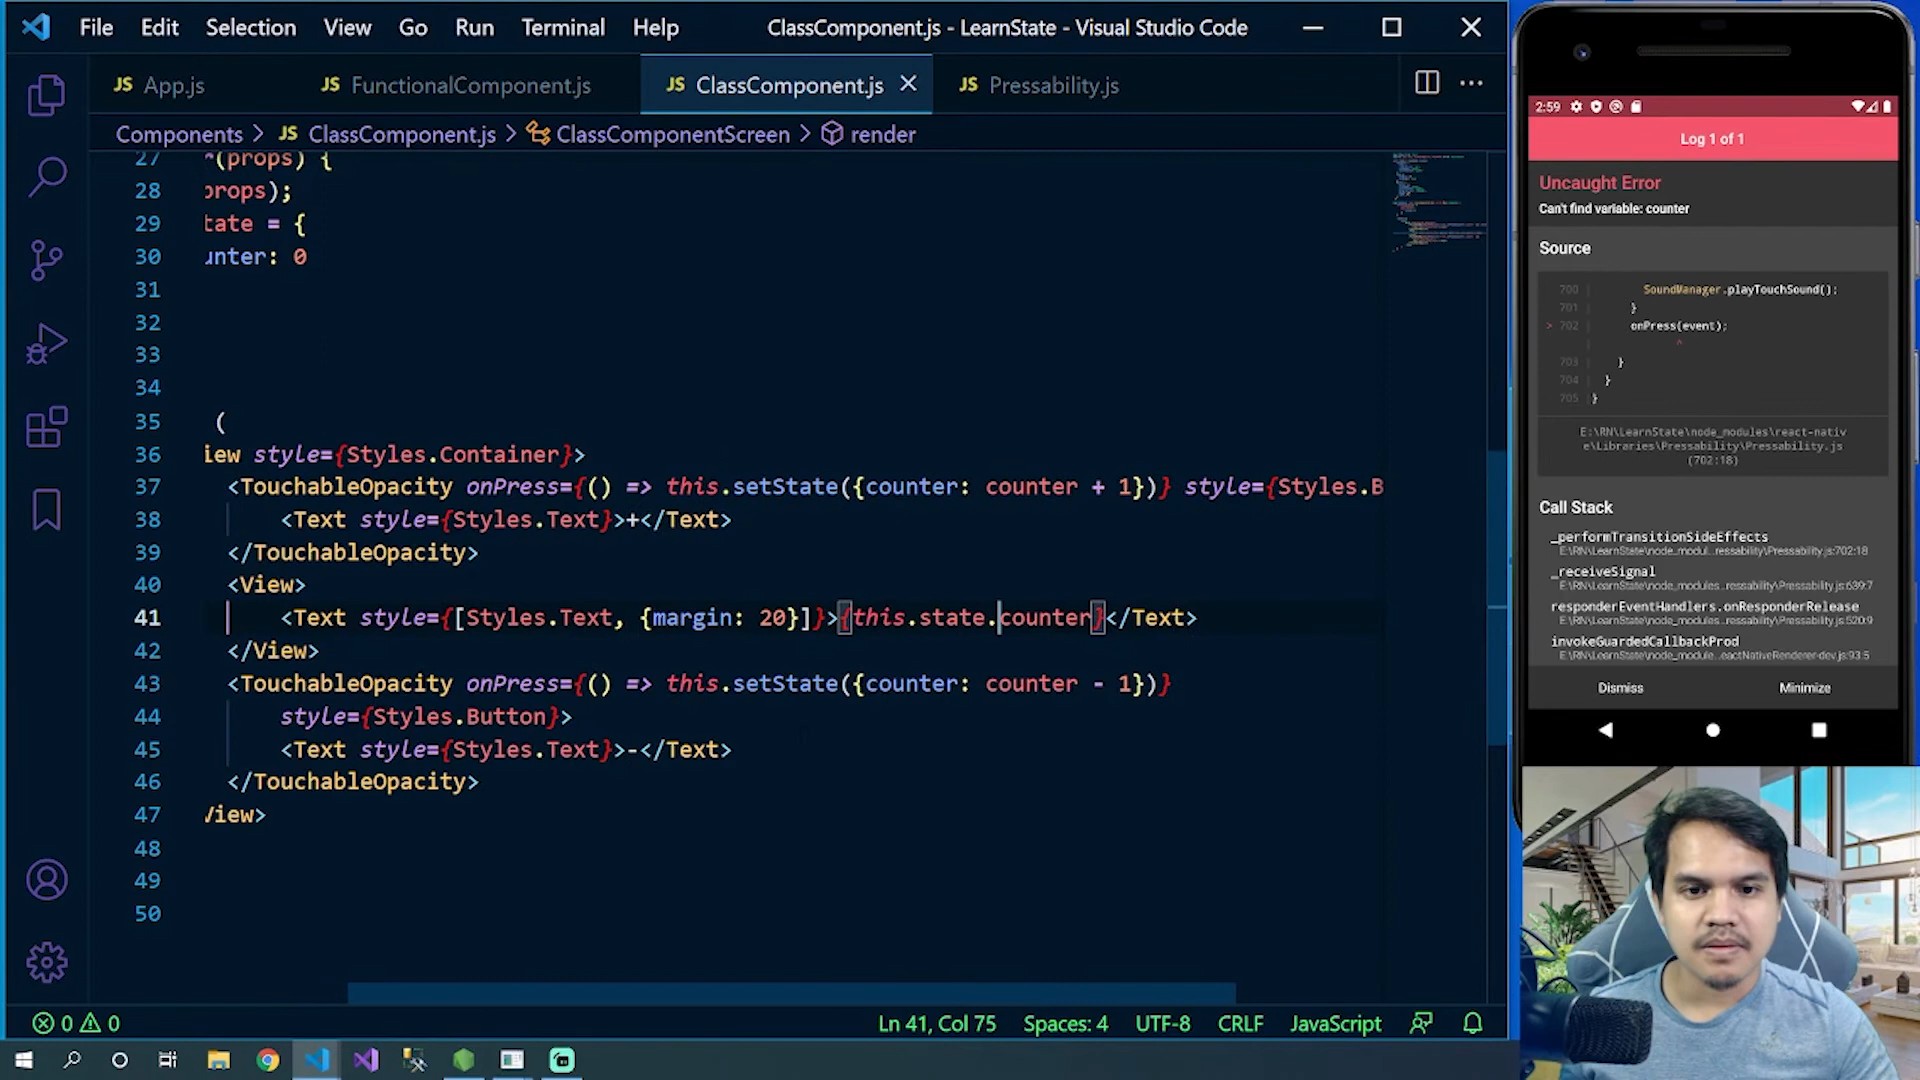 File Edit Selection View Go Run Terminal Help ClassComponent.js - LearnState - Visual Studio Code
JS App.js JS FunctionalComponent.js JS ClassComponent.js JS Pressability.js
Components > JS ClassComponent.js > ClassComponentScreen > render
27 r(props) {
28 props);
29 tate = {
30 unter: 0
31
32
33
34
35 (
36 iew style={Styles.Container}>
37 <TouchableOpacity onPress={() => this.setState({counter: counter + 1})} style={Styles.B
38 <Text style={Styles.Text}>+</Text>
39 </TouchableOpacity>
40 <View>
41 <Text style={[Styles.Text, {margin: 20}]}>{this.state.counter}</Text>
42 </View>
43 <TouchableOpacity onPress={() => this.setState({counter: counter - 1})}
44 style={Styles.Button}>
45 <Text style={Styles.Text}>-</Text>
46 </TouchableOpacity>
47 View>
48
49
50
0 0 Ln 41, Col 75 Spaces: 4 UTF-8 CRLF JavaScript
2:59
Log 1 of 1
Uncaught Error
Can't find variable: counter
Source
700 SoundManager.playTouchSound();
701 }
> 702 onPress(event);
^
703 }
704 }
705 }
E:\RN\LearnState\node_modules\react-nativ
e\Libraries\Pressability\Pressability.js
(702:18)
Call Stack
_performTransitionSideEffects
E:\RN\LearnState\node_modul...ressability\Pressability.js:702:18
_receiveSignal
E:\RN\LearnState\node_modules...ressability\Pressability.js:639:7
responderEventHandlers.onResponderRelease
E:\RN\LearnState\node_modules...ressability\Pressability.js:520:9
invokeGuardedCallbackProd
E:\RN\LearnState\node_module...eactNativeRenderer-dev.js:93:5
Dismiss Minimize